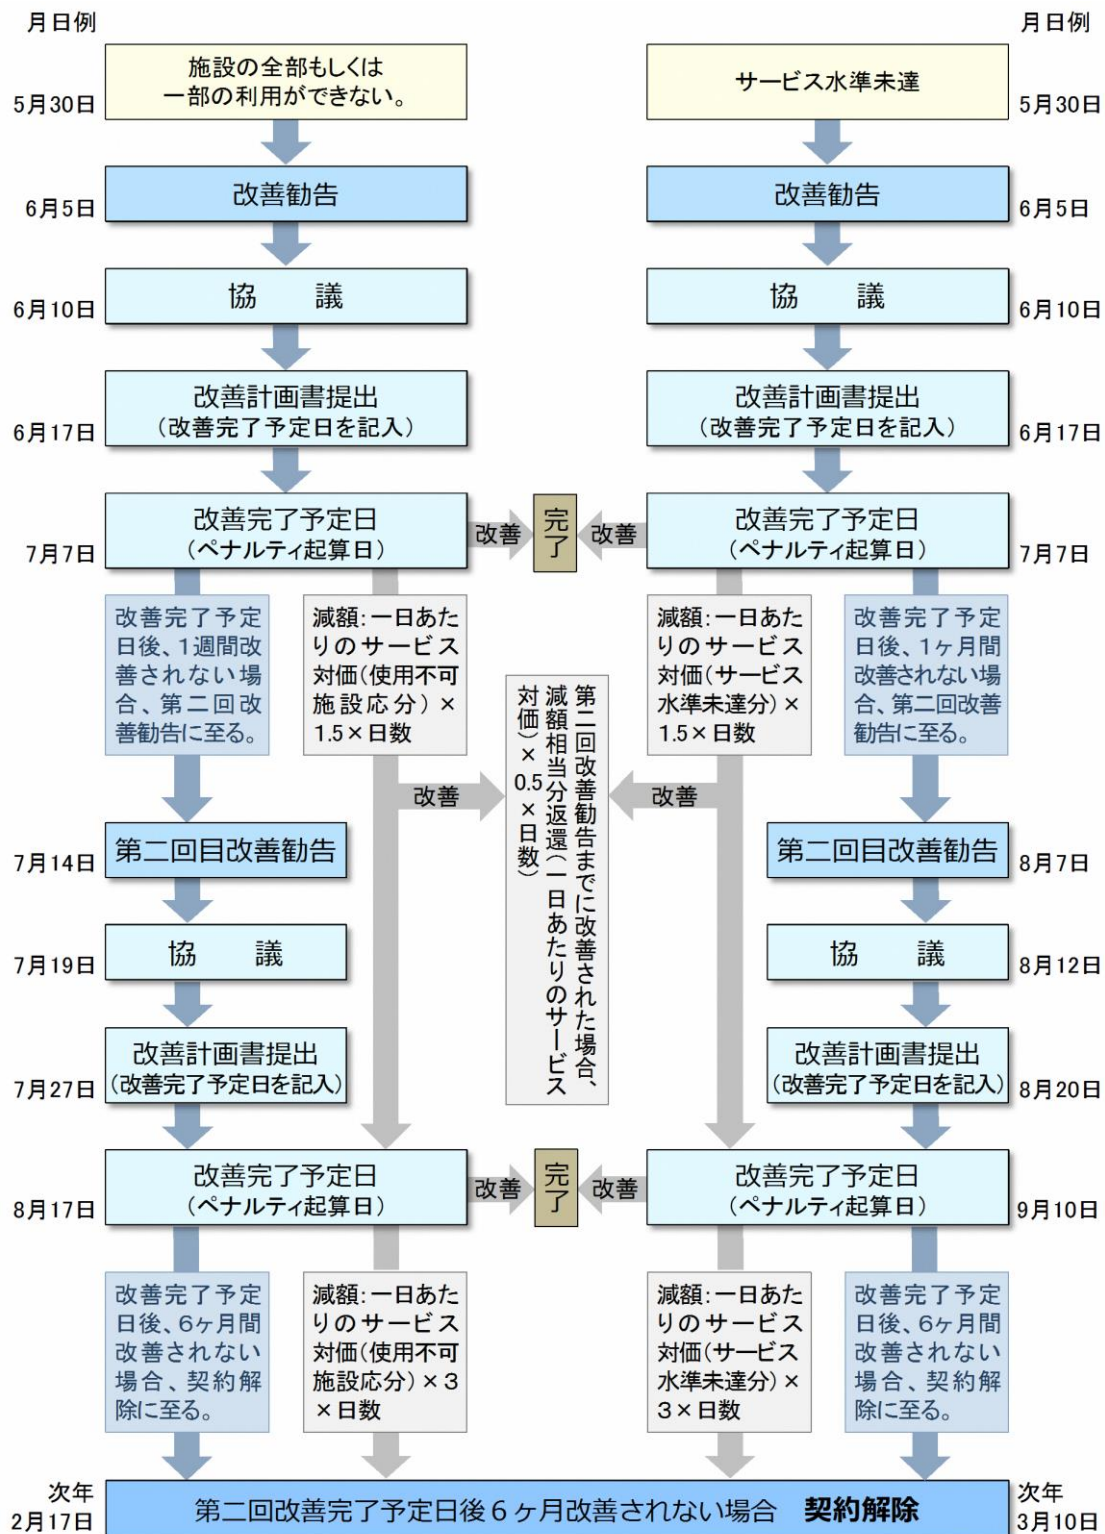 月日例
月日例
施設の全部もしくは
一部の利用ができない。
5月30日
サービス水準未達
5月30日
改善勧告
6月5日
改善勧告
6月5日
協　議
6月10日
協　議
6月10日
改善計画書提出
(改善完了予定日を記入)
6月17日
改善計画書提出
(改善完了予定日を記入)
6月17日
改善完了予定日
(ペナルティ起算日)
7月7日
改善
完了
改善
改善完了予定日
(ペナルティ起算日)
7月7日
改善完了予定
日後、1週間改
善されない場
合、第二回改
善勧告に至る。
減額:一日あた
りのサービス
対価(使用不可
施設応分)×
1.5×日数
減額:一日あた
りのサービス
対価(サービス
水準未達分)×
1.5×日数
改善完了予定
日後、1ヶ月間
改善されない場
合、第二回改善
勧告に至る。
改善
第二回改善勧告までに改善された場合、
減額相当分返還(一日あたりのサービス
対価)×0.5×日数)
改善
第二回目改善勧告
7月14日
第二回目改善勧告
8月7日
協　議
7月19日
協　議
8月12日
改善計画書提出
(改善完了予定日を記入)
7月27日
改善計画書提出
(改善完了予定日を記入)
8月20日
改善完了予定日
(ペナルティ起算日)
8月17日
改善
完了
改善
改善完了予定日
(ペナルティ起算日)
9月10日
改善完了予定
日後、6ヶ月間
改善されない
場合、契約解
除に至る。
減額:一日あた
りのサービス
対価(使用不可
施設応分)×3
×日数
減額:一日あた
りのサービス
対価(サービス
水準未達分)×
3×日数
改善完了予定
日後、6ヶ月間
改善されない
場合、契約解
除に至る。
次年
2月17日
第二回改善完了予定日後6ヶ月改善されない場合　契約解除
次年
3月10日